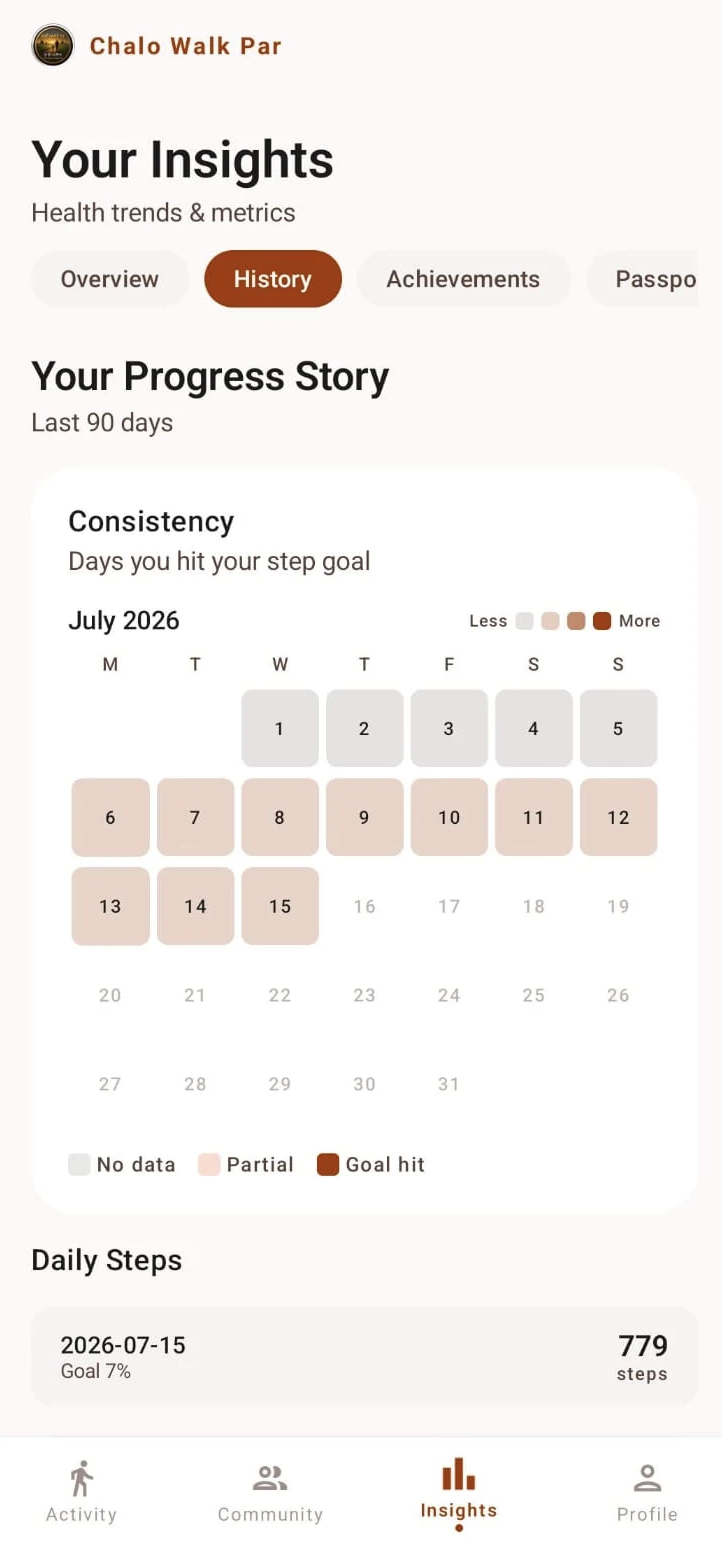 Chalo Walk Par
Your Insights
Health trends & metrics
Overview History Achievements Passpo
Your Progress Story
Last 90 days
Consistency
Days you hit your step goal
July 2026 Less More
M T W T F S S
1 2 3 4 5
6 7 8 9 10 11 12
13 14 15 16 17 18 19
20 21 22 23 24 25 26
27 28 29 30 31
No data Partial Goal hit
Daily Steps
2026-07-15 779
Goal 7% steps
Activity Community Insights Profile